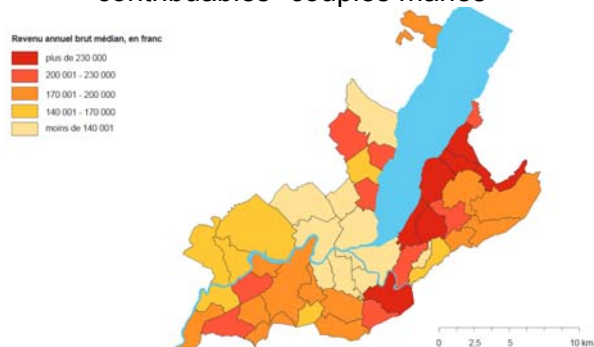 contribuables - couples mariés
Revenu annuel brut médian, en franc
plus de 230 000
200 001 - 230 000
170 001 - 200 000
140 001 - 170 000
moins de 140 001
0 2,5 5 10 km